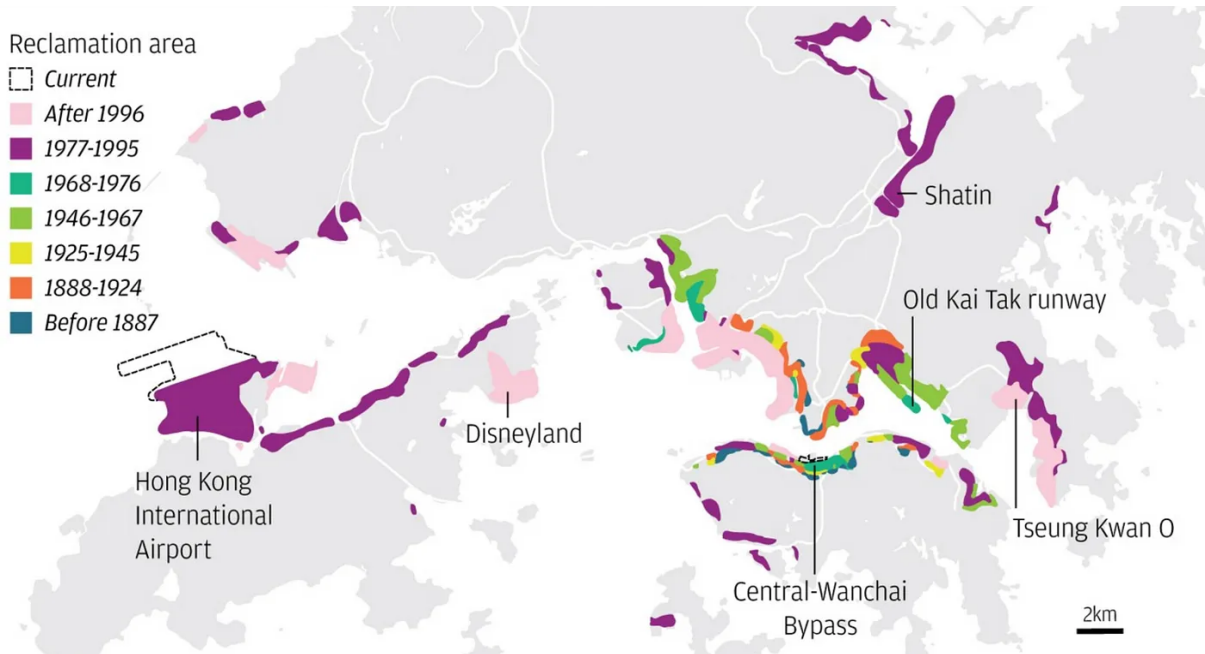 Reclamation area
Current
After 1996
1977-1995
1968-1976
1946-1967
1925-1945
1888-1924
Before 1887
Shatin
Old Kai Tak runway
Disneyland
Hong Kong
International
Airport
Tseung Kwan O
Central-Wanchai
Bypass
2km